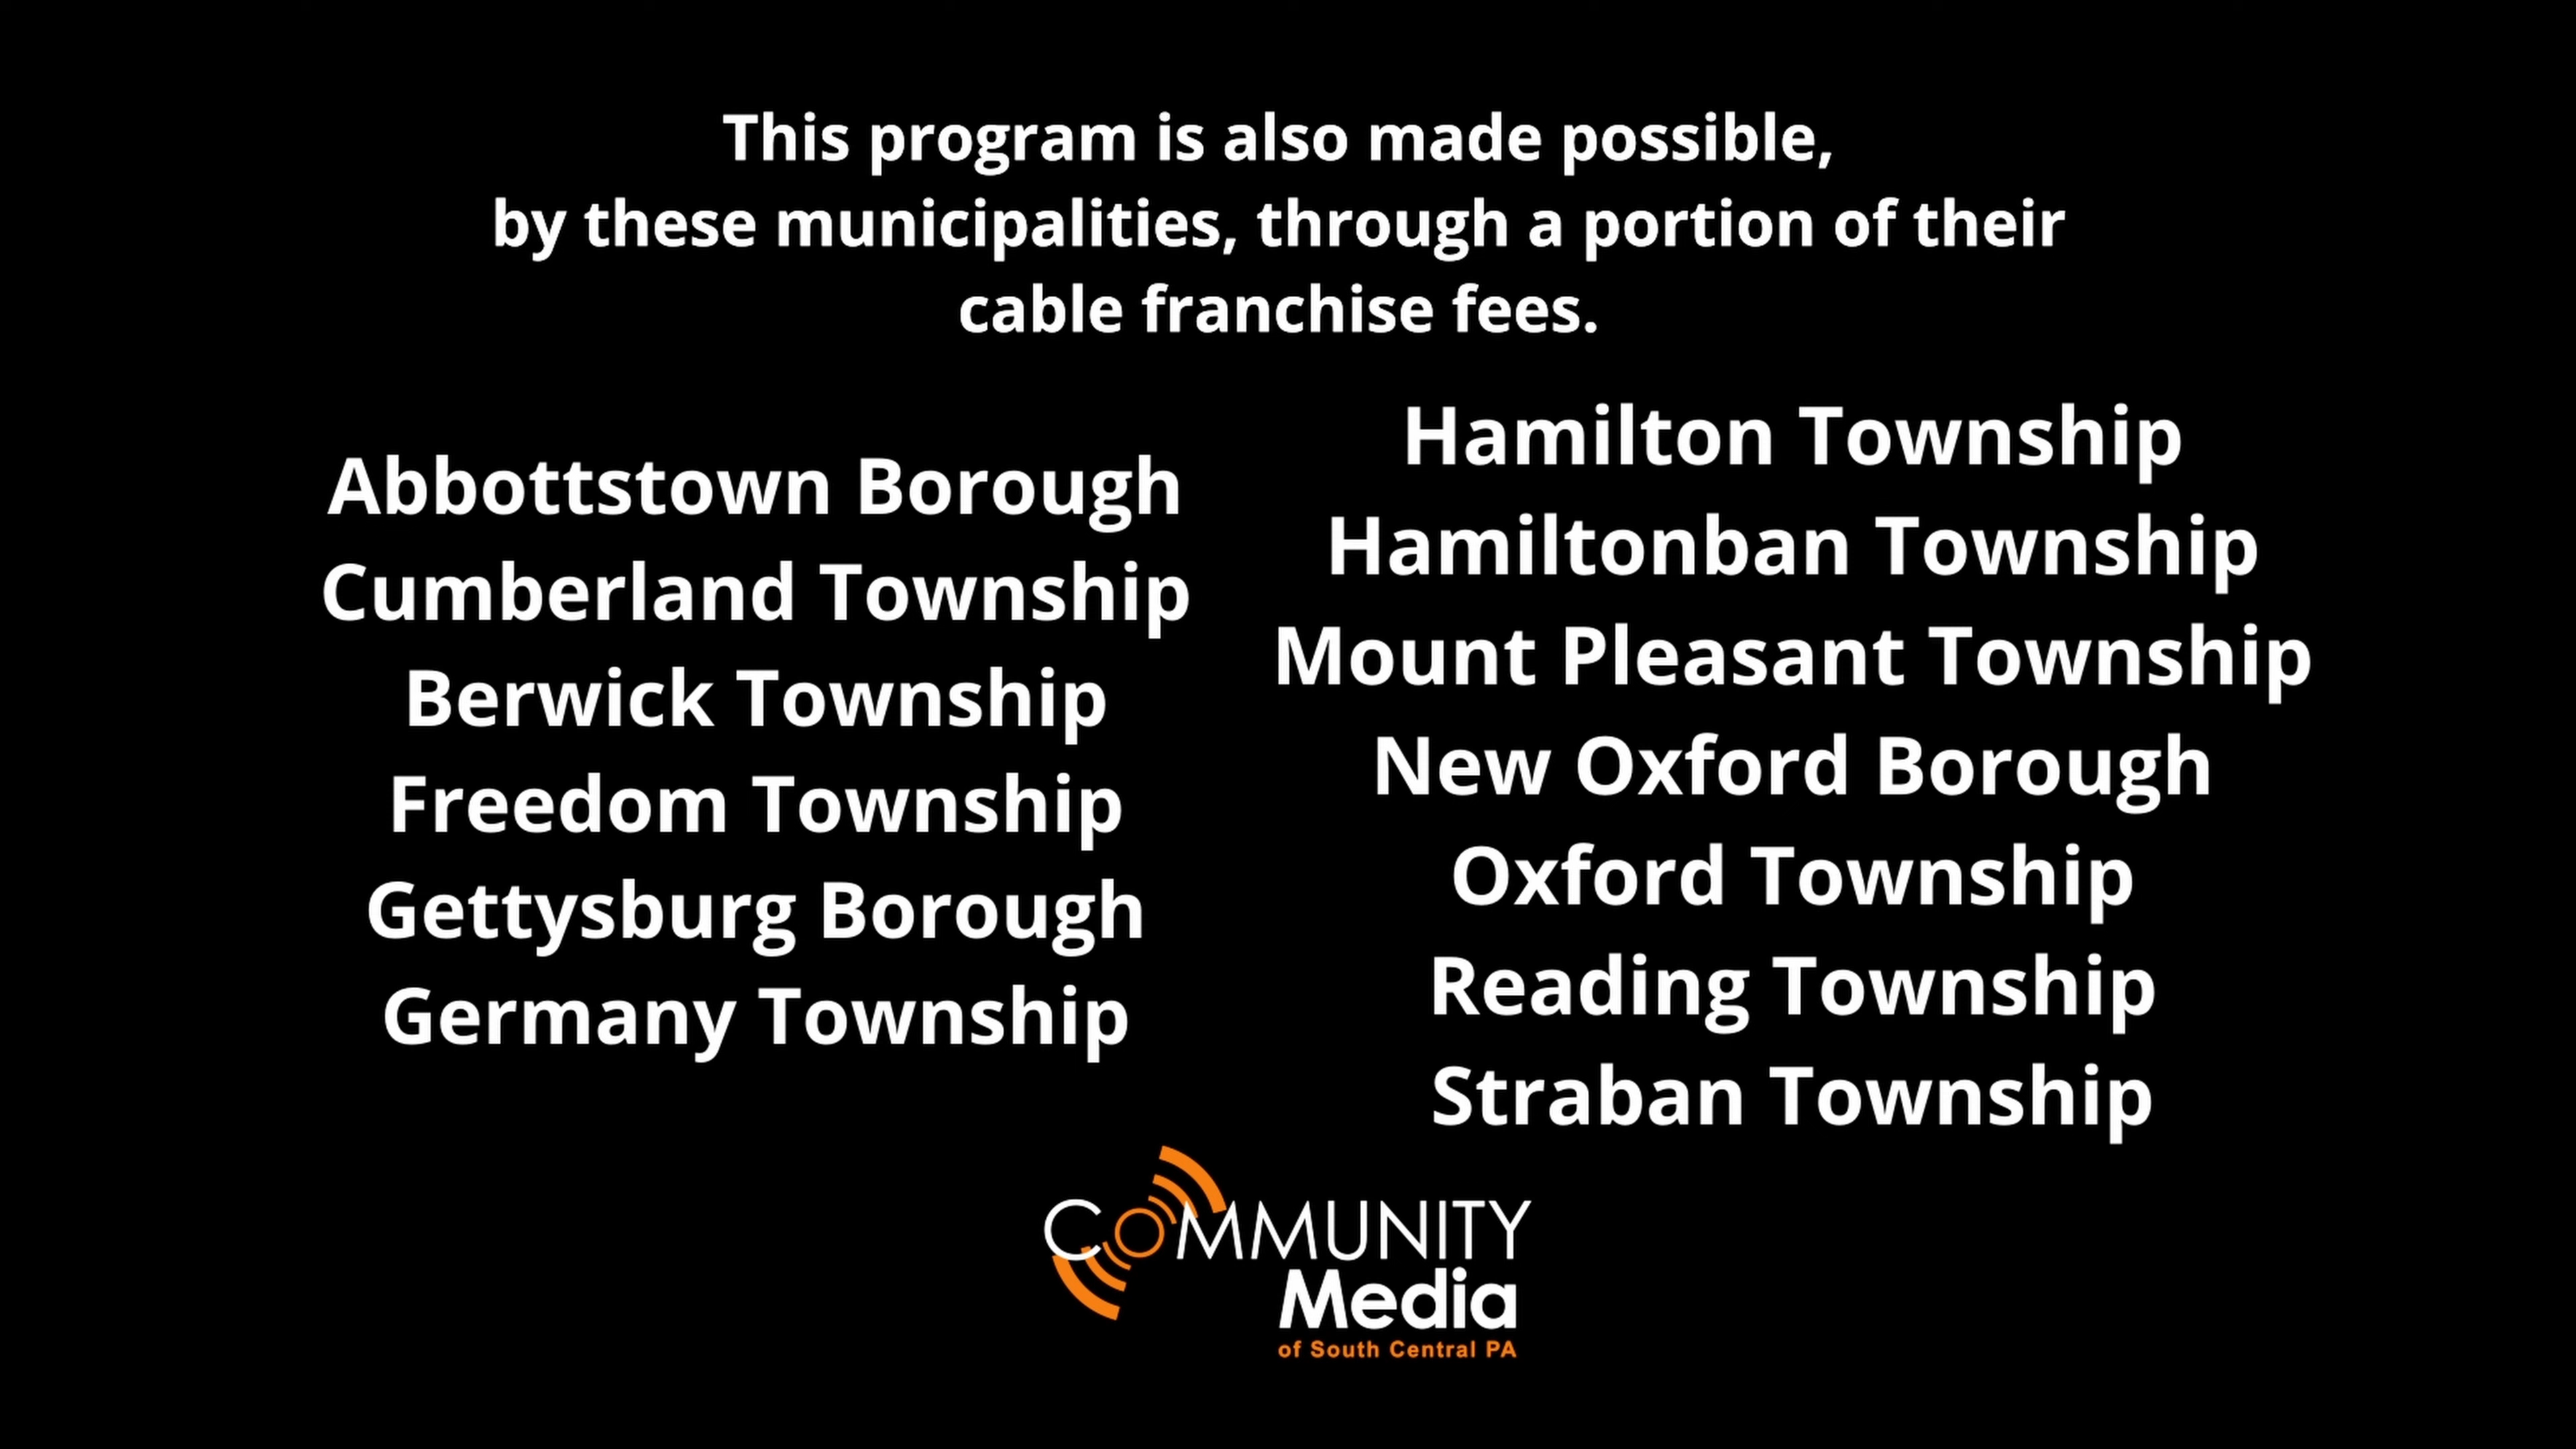 This program is also made possible,
by these municipalities, through a portion of their
cable franchise fees.
Abbottstown Borough
Cumberland Township
Berwick Township
Freedom Township
Gettysburg Borough
Germany Township
Hamilton Township
Hamiltonban Township
Mount Pleasant Township
New Oxford Borough
Oxford Township
Reading Township
Straban Township
COMMUNITY
Media
of South Central PA